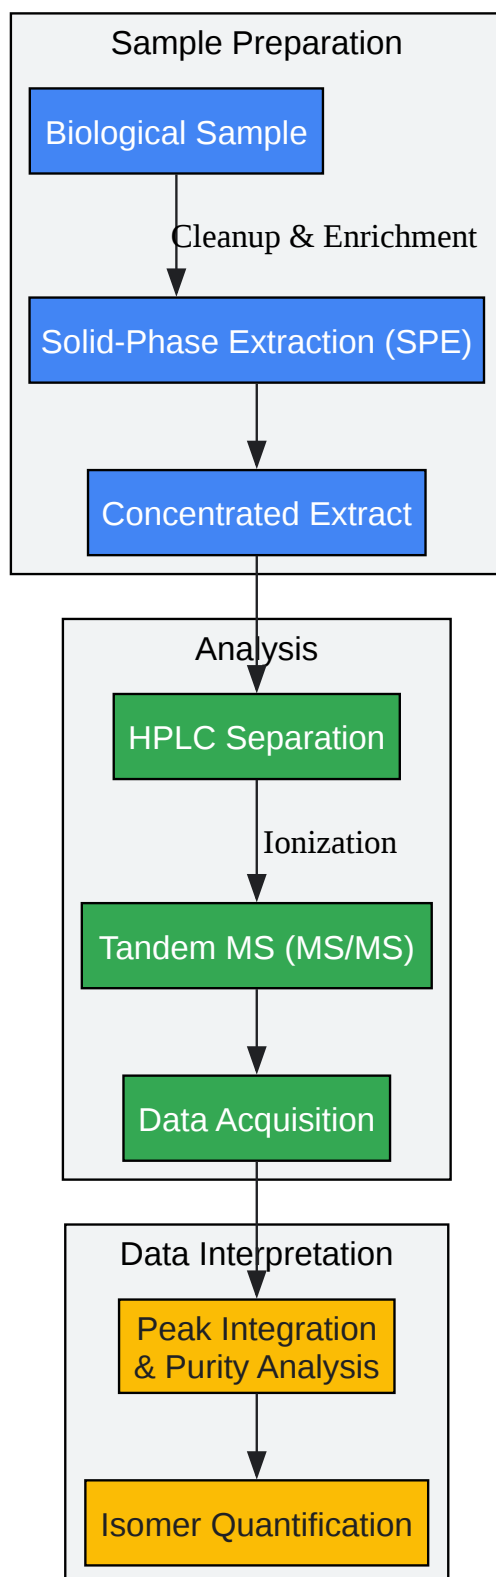 Sample Preparation
Biological Sample
Cleanup & Enrichment
Solid-Phase Extraction (SPE)
Concentrated Extract
Analysis
HPLC Separation
Ionization
Tandem MS (MS/MS)
Data Acquisition
Data Interpretation
Peak Integration
& Purity Analysis
Isomer Quantification